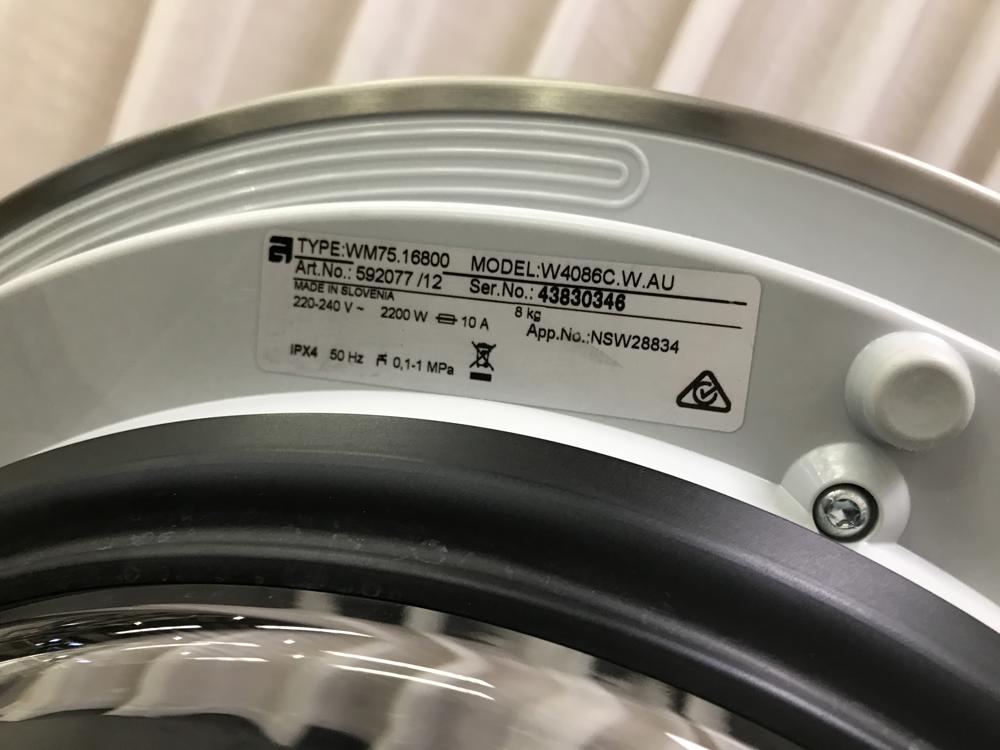 TYPE:WM75.16800 MODEL:W4086C.W.AU
Art.No.: 592077 /12 Ser.No.: 43830346
MADE IN SLOVENIA 8 kg
220-240 V ~ 2200 W 10 A App.No.:NSW28834
IPX4 50 Hz 0,1-1 MPa